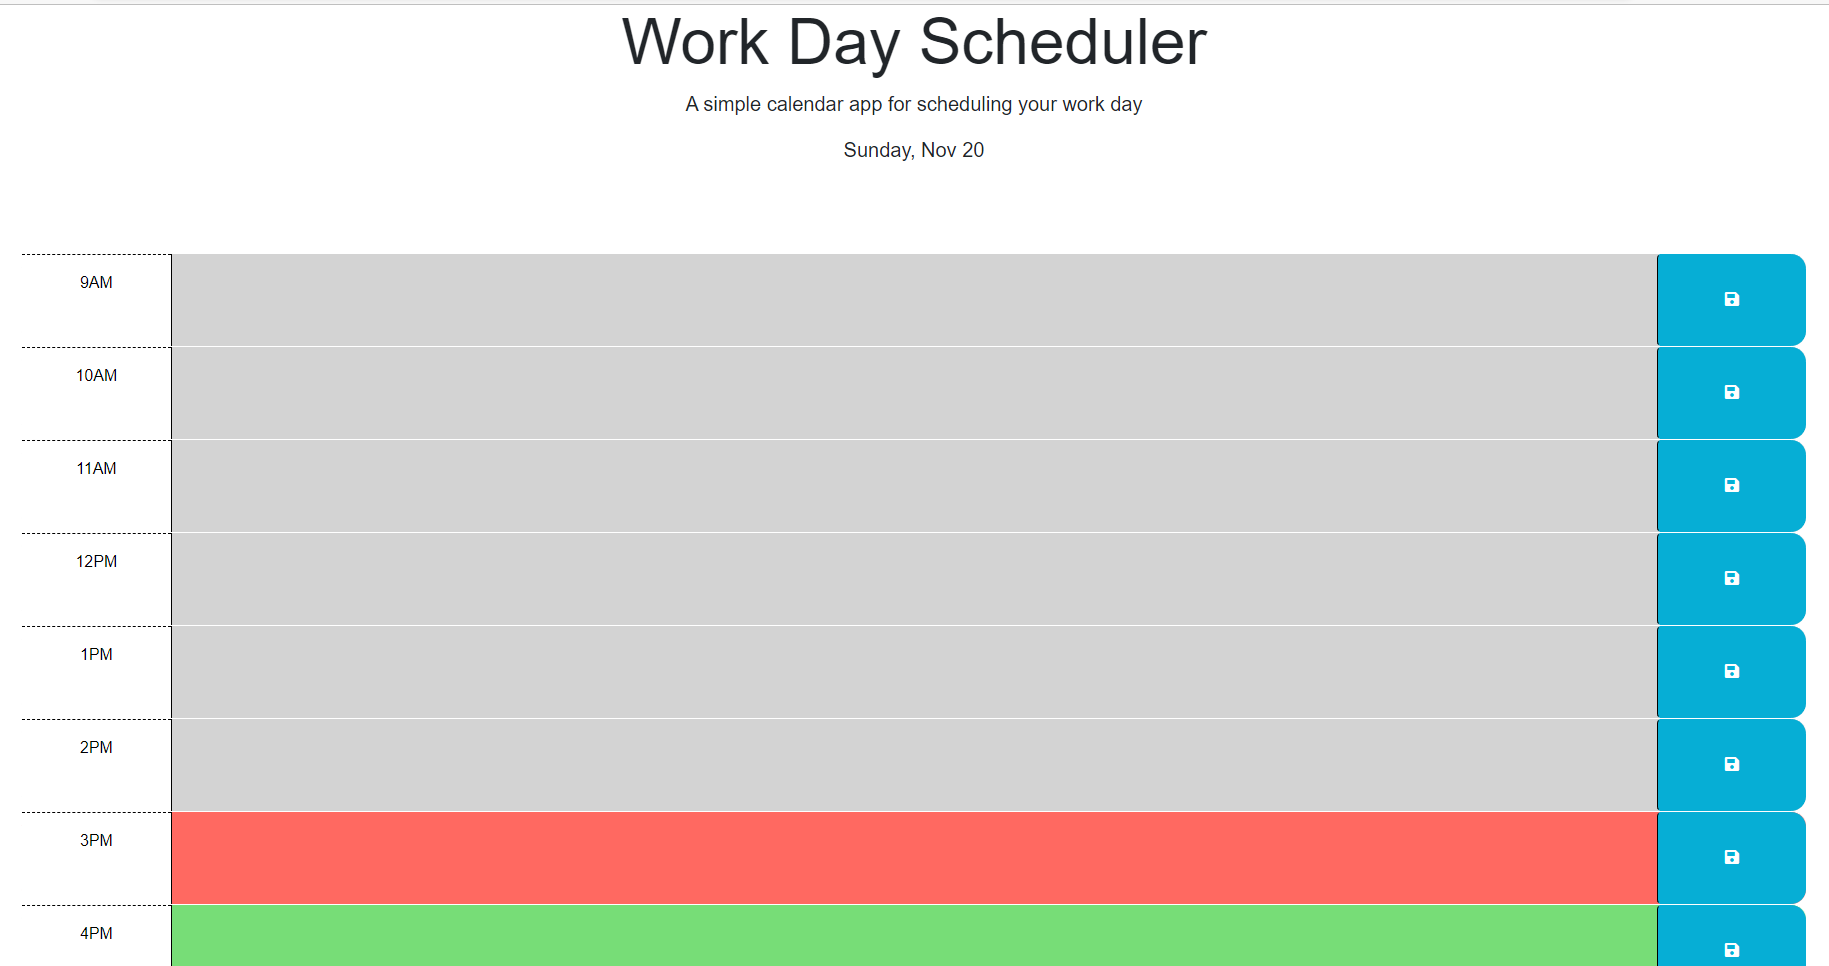 Work Day Scheduler
A simple calendar app for scheduling your work day
Sunday, Nov 20
9AM
10AM
11AM
12PM
1PM
2PM
3PM
4PM